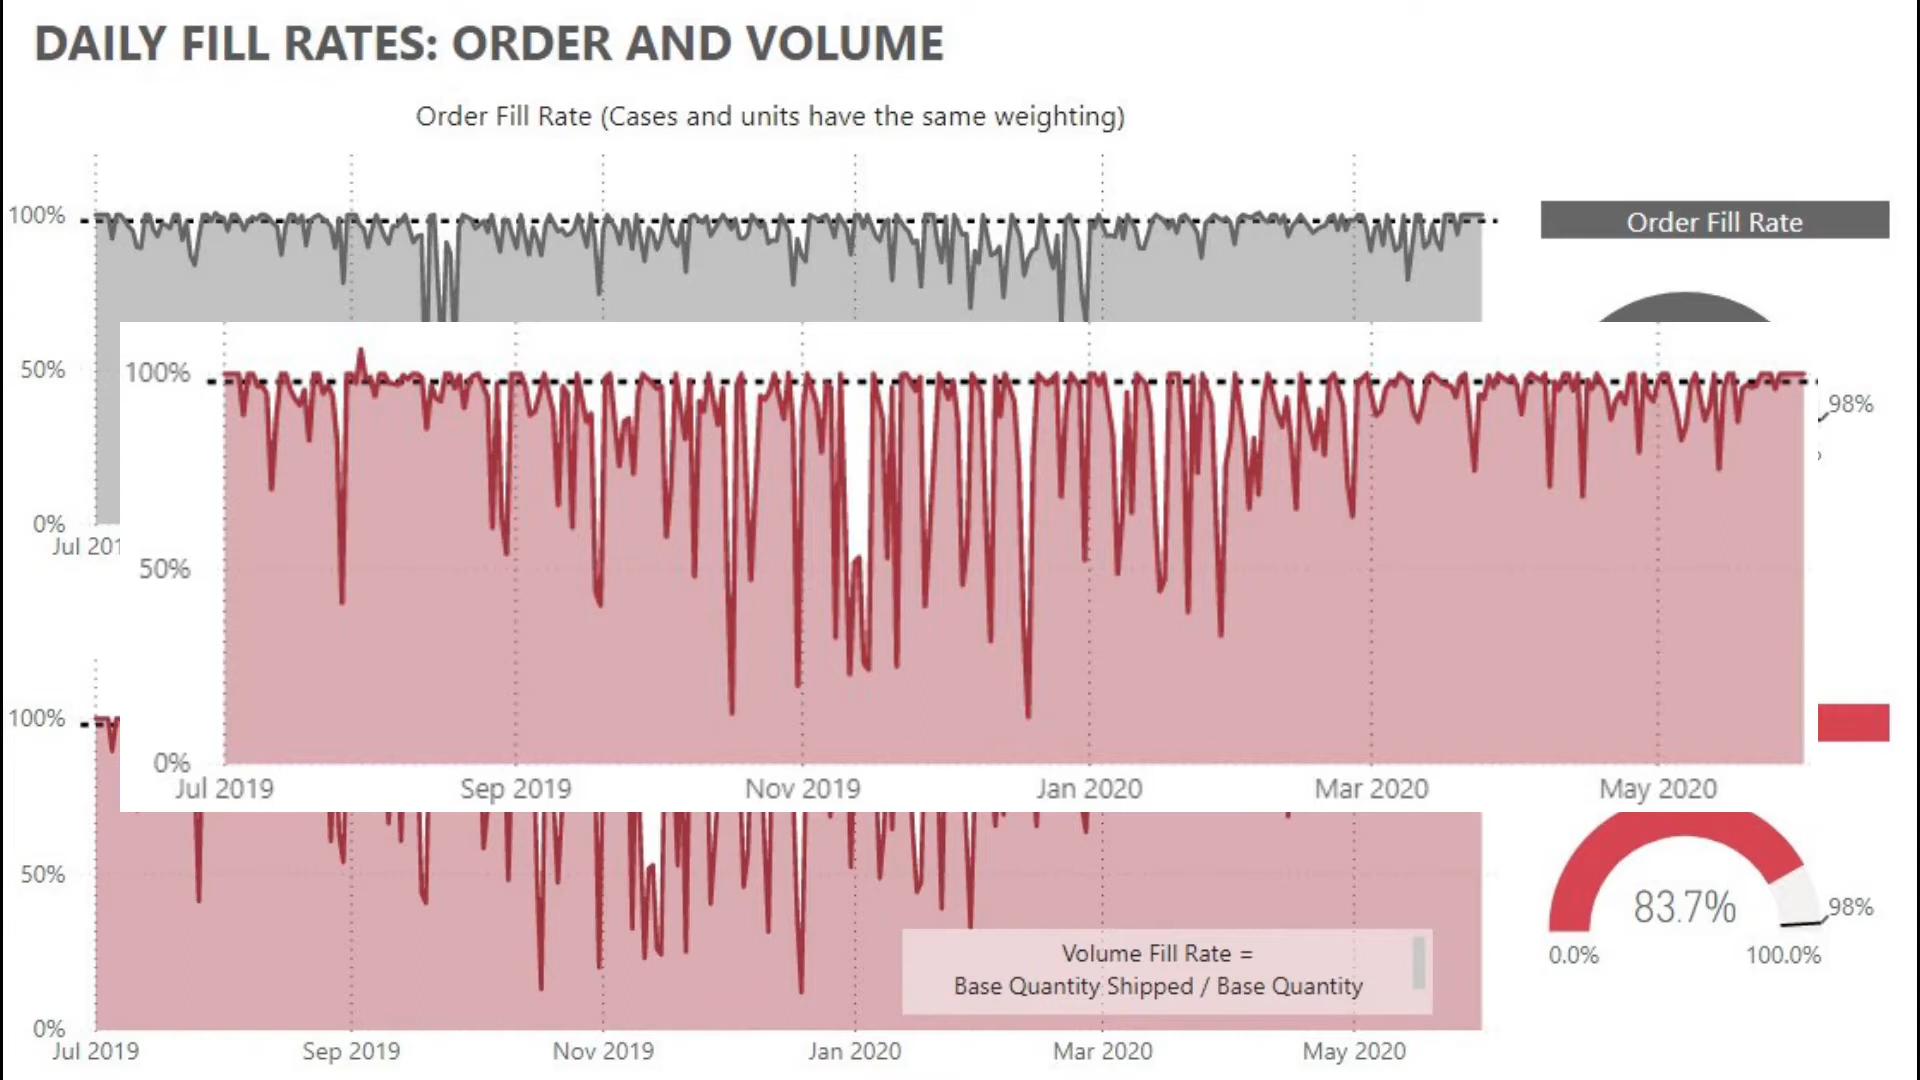 DAILY FILL RATES: ORDER AND VOLUME
Order Fill Rate (Cases and units have the same weighting)
100%
Order Fill Rate
50%
0%
Jul 201
98%
100%
50%
0%
Jul 2019 Sep 2019 Nov 2019 Jan 2020 Mar 2020 May 2020
100%
50%
0%
83.7%
98%
0.0% 100.0%
Volume Fill Rate =
Base Quantity Shipped / Base Quantity
Jul 2019 Sep 2019 Nov 2019 Jan 2020 Mar 2020 May 2020